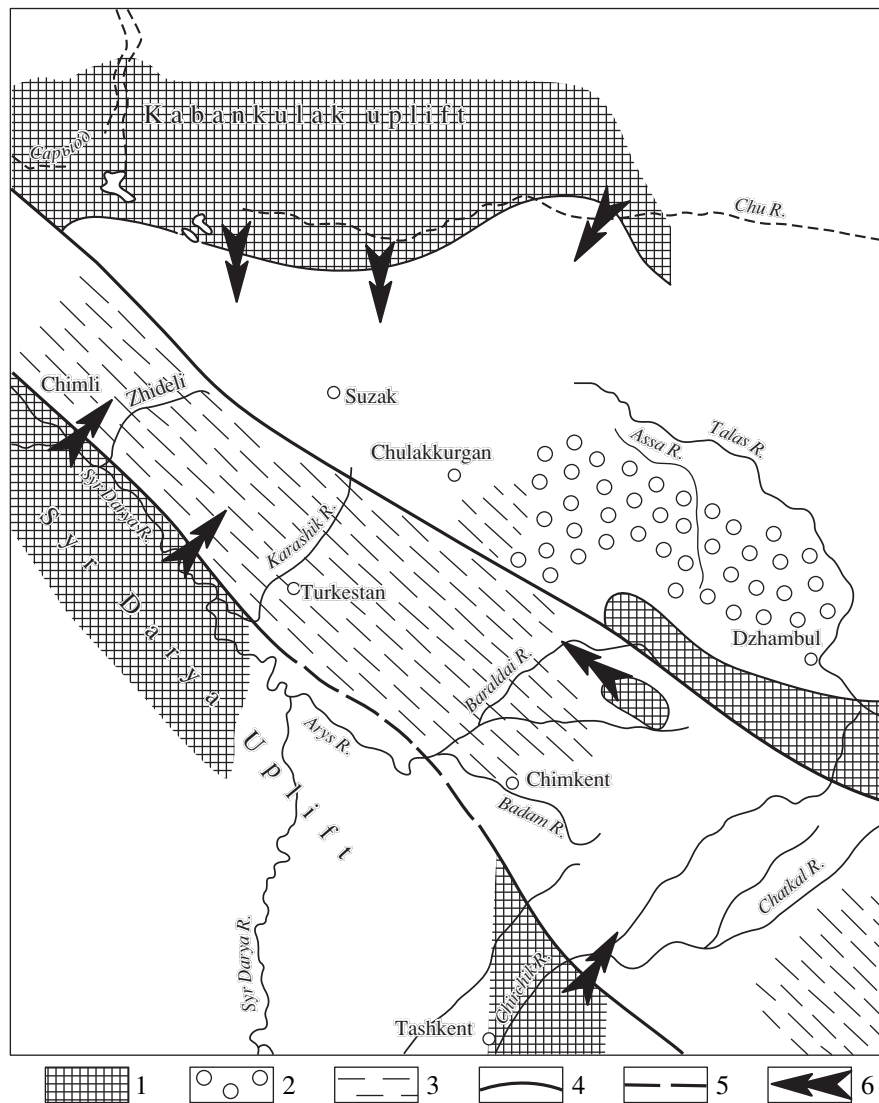 Kabankulak uplift
Сарысо
Chu R.
Chimli
Zhideli
Suzak
Talas R.
Assa R.
Chulakkurgan
Syr Darya R.
Karashik R.
Turkestan
Syr Darya Uplift
Dzhambul
Baraldai R.
Arys R.
Chimkent
Badam R.
Chatkal R.
Syr Darya R.
Chirchik R.
Tashkent
1 2 3 4 5 6